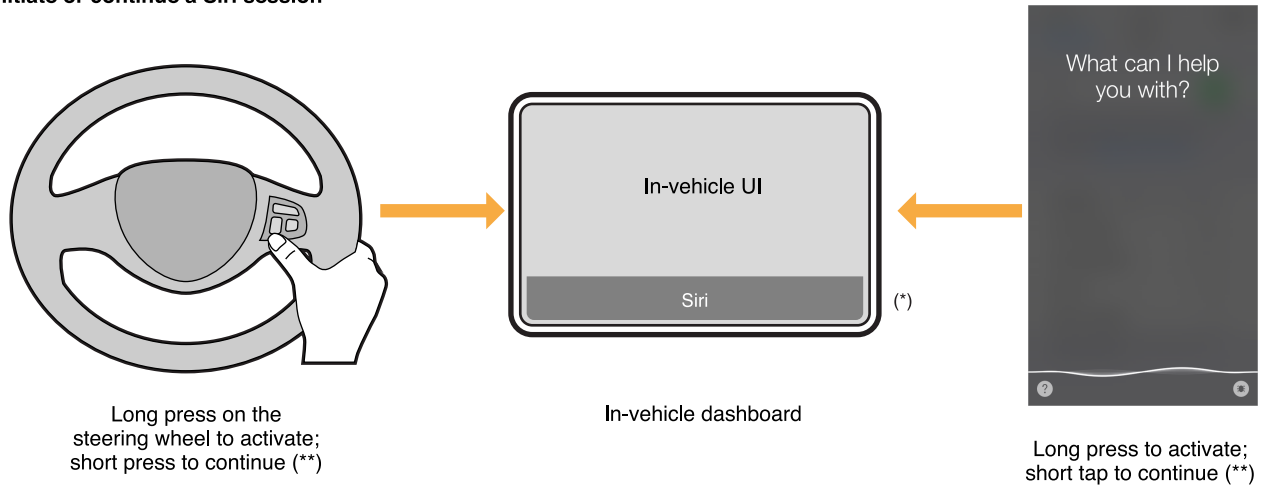 initiate or continue a Siri session
What can I help
you with?
In-vehicle UI
Siri
(*)
?
Long press on the
steering wheel to activate;
short press to continue (**)
In-vehicle dashboard
Long press to activate;
short tap to continue (**)